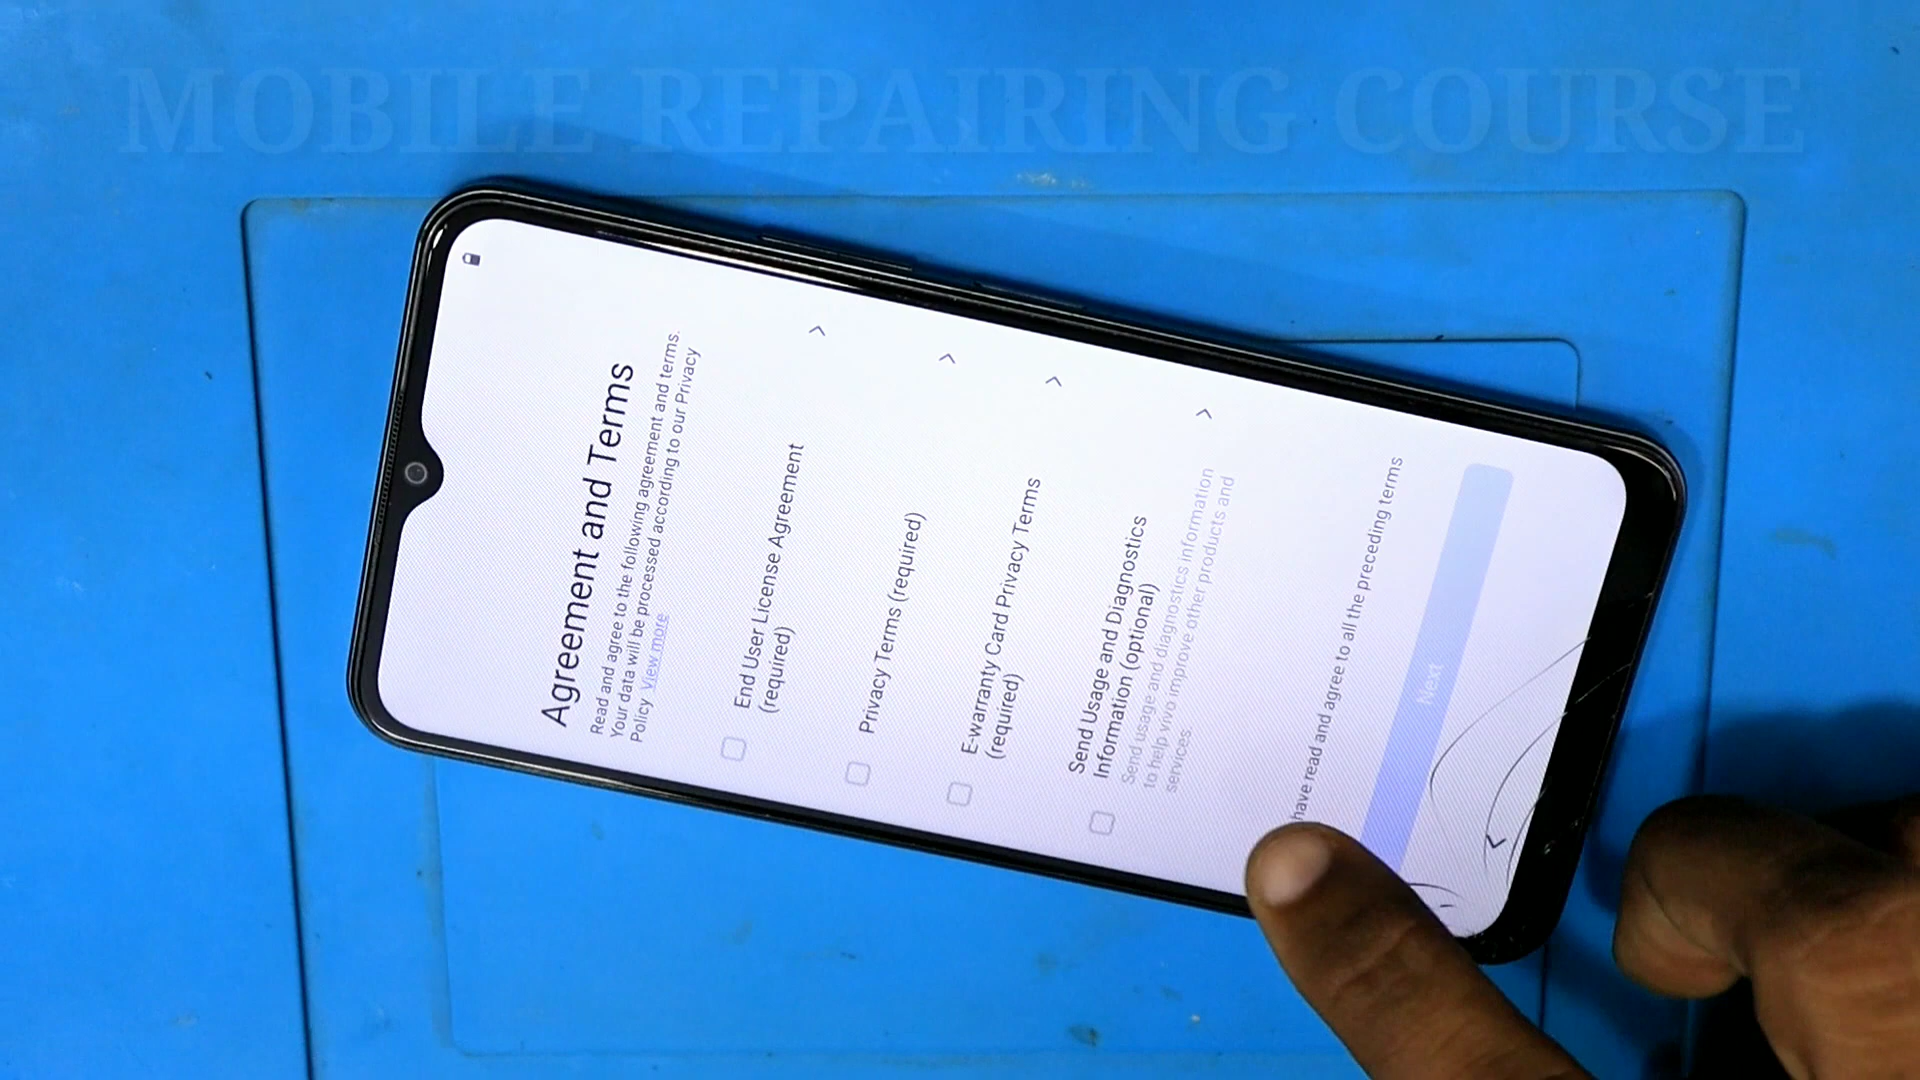 MOBILE REPAIRING COURSE
Agreement and Terms
Read and agree to the following agreement and terms.
Your data will be processed according to our Privacy
Policy View more
End User License Agreement
(required)
Privacy Terms (required)
E-warranty Card Privacy Terms
(required)
Send Usage and Diagnostics
Information (optional)
Send usage and diagnostics information
to help vivo improve other products and
services.
have read and agree to all the preceding terms
Next